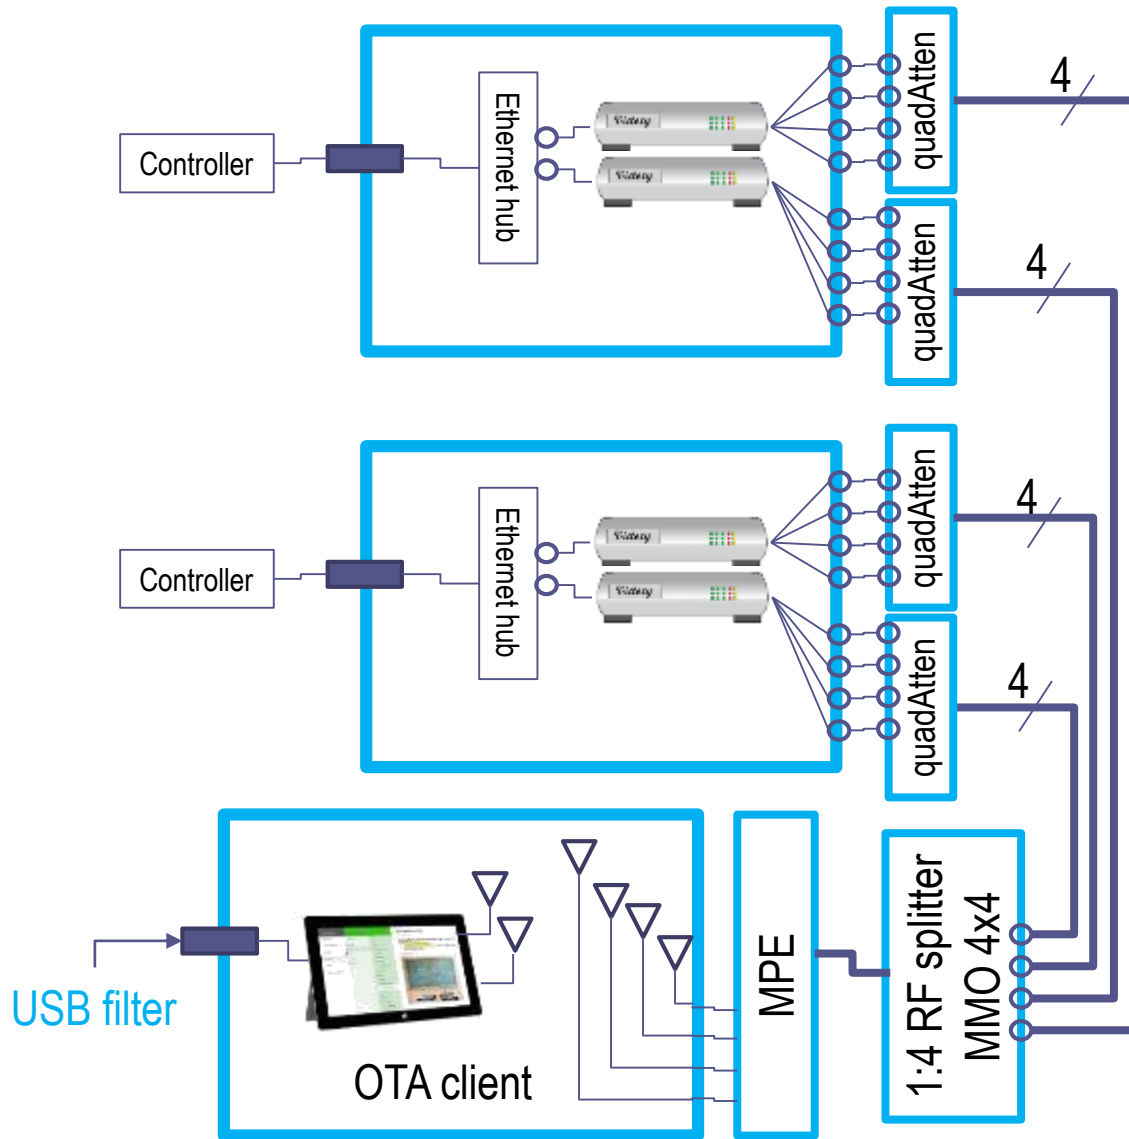 Controller
Ethernet hub
quadAtten
4
quadAtten
4
Controller
Ethernet hub
quadAtten
4
quadAtten
4
USB filter
OTA client
MPE
1:4 RF splitter
MMO 4x4